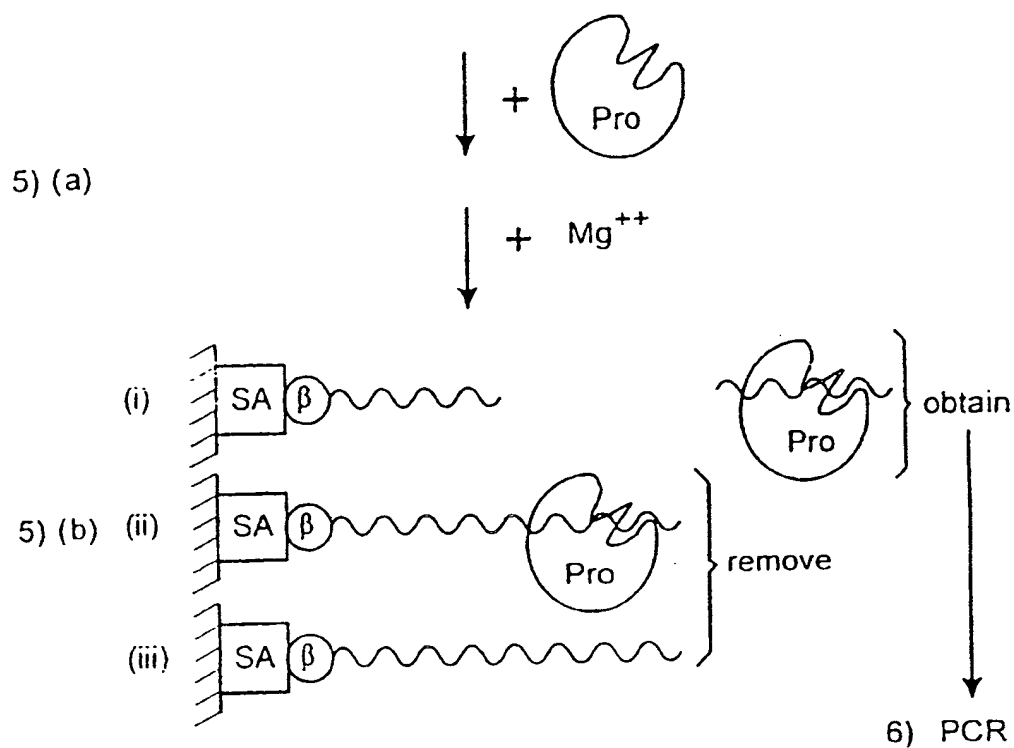 + Pro
5) (a)
+ Mg++
(i) SA β Pro obtain
5) (b) (ii) SA β Pro remove
(iii) SA β
6) PCR